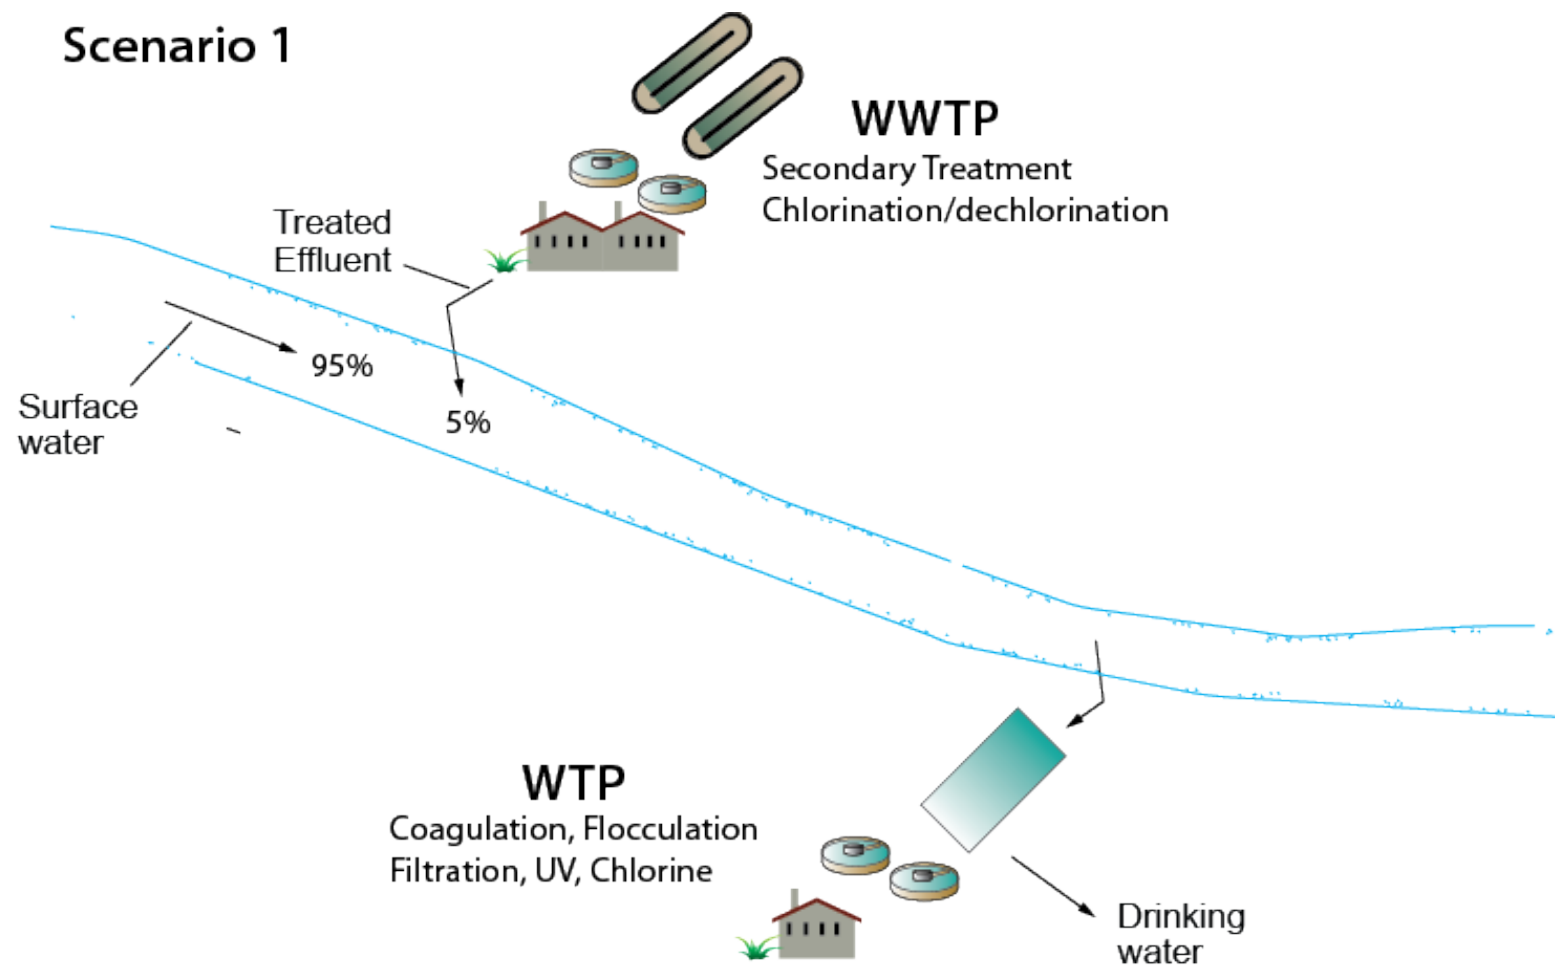 Scenario 1
WWTP
Secondary Treatment
Chlorination/dechlorination
Treated
Effluent
95%
5%
Surface
water
WTP
Coagulation, Flocculation
Filtration, UV, Chlorine
Drinking
water